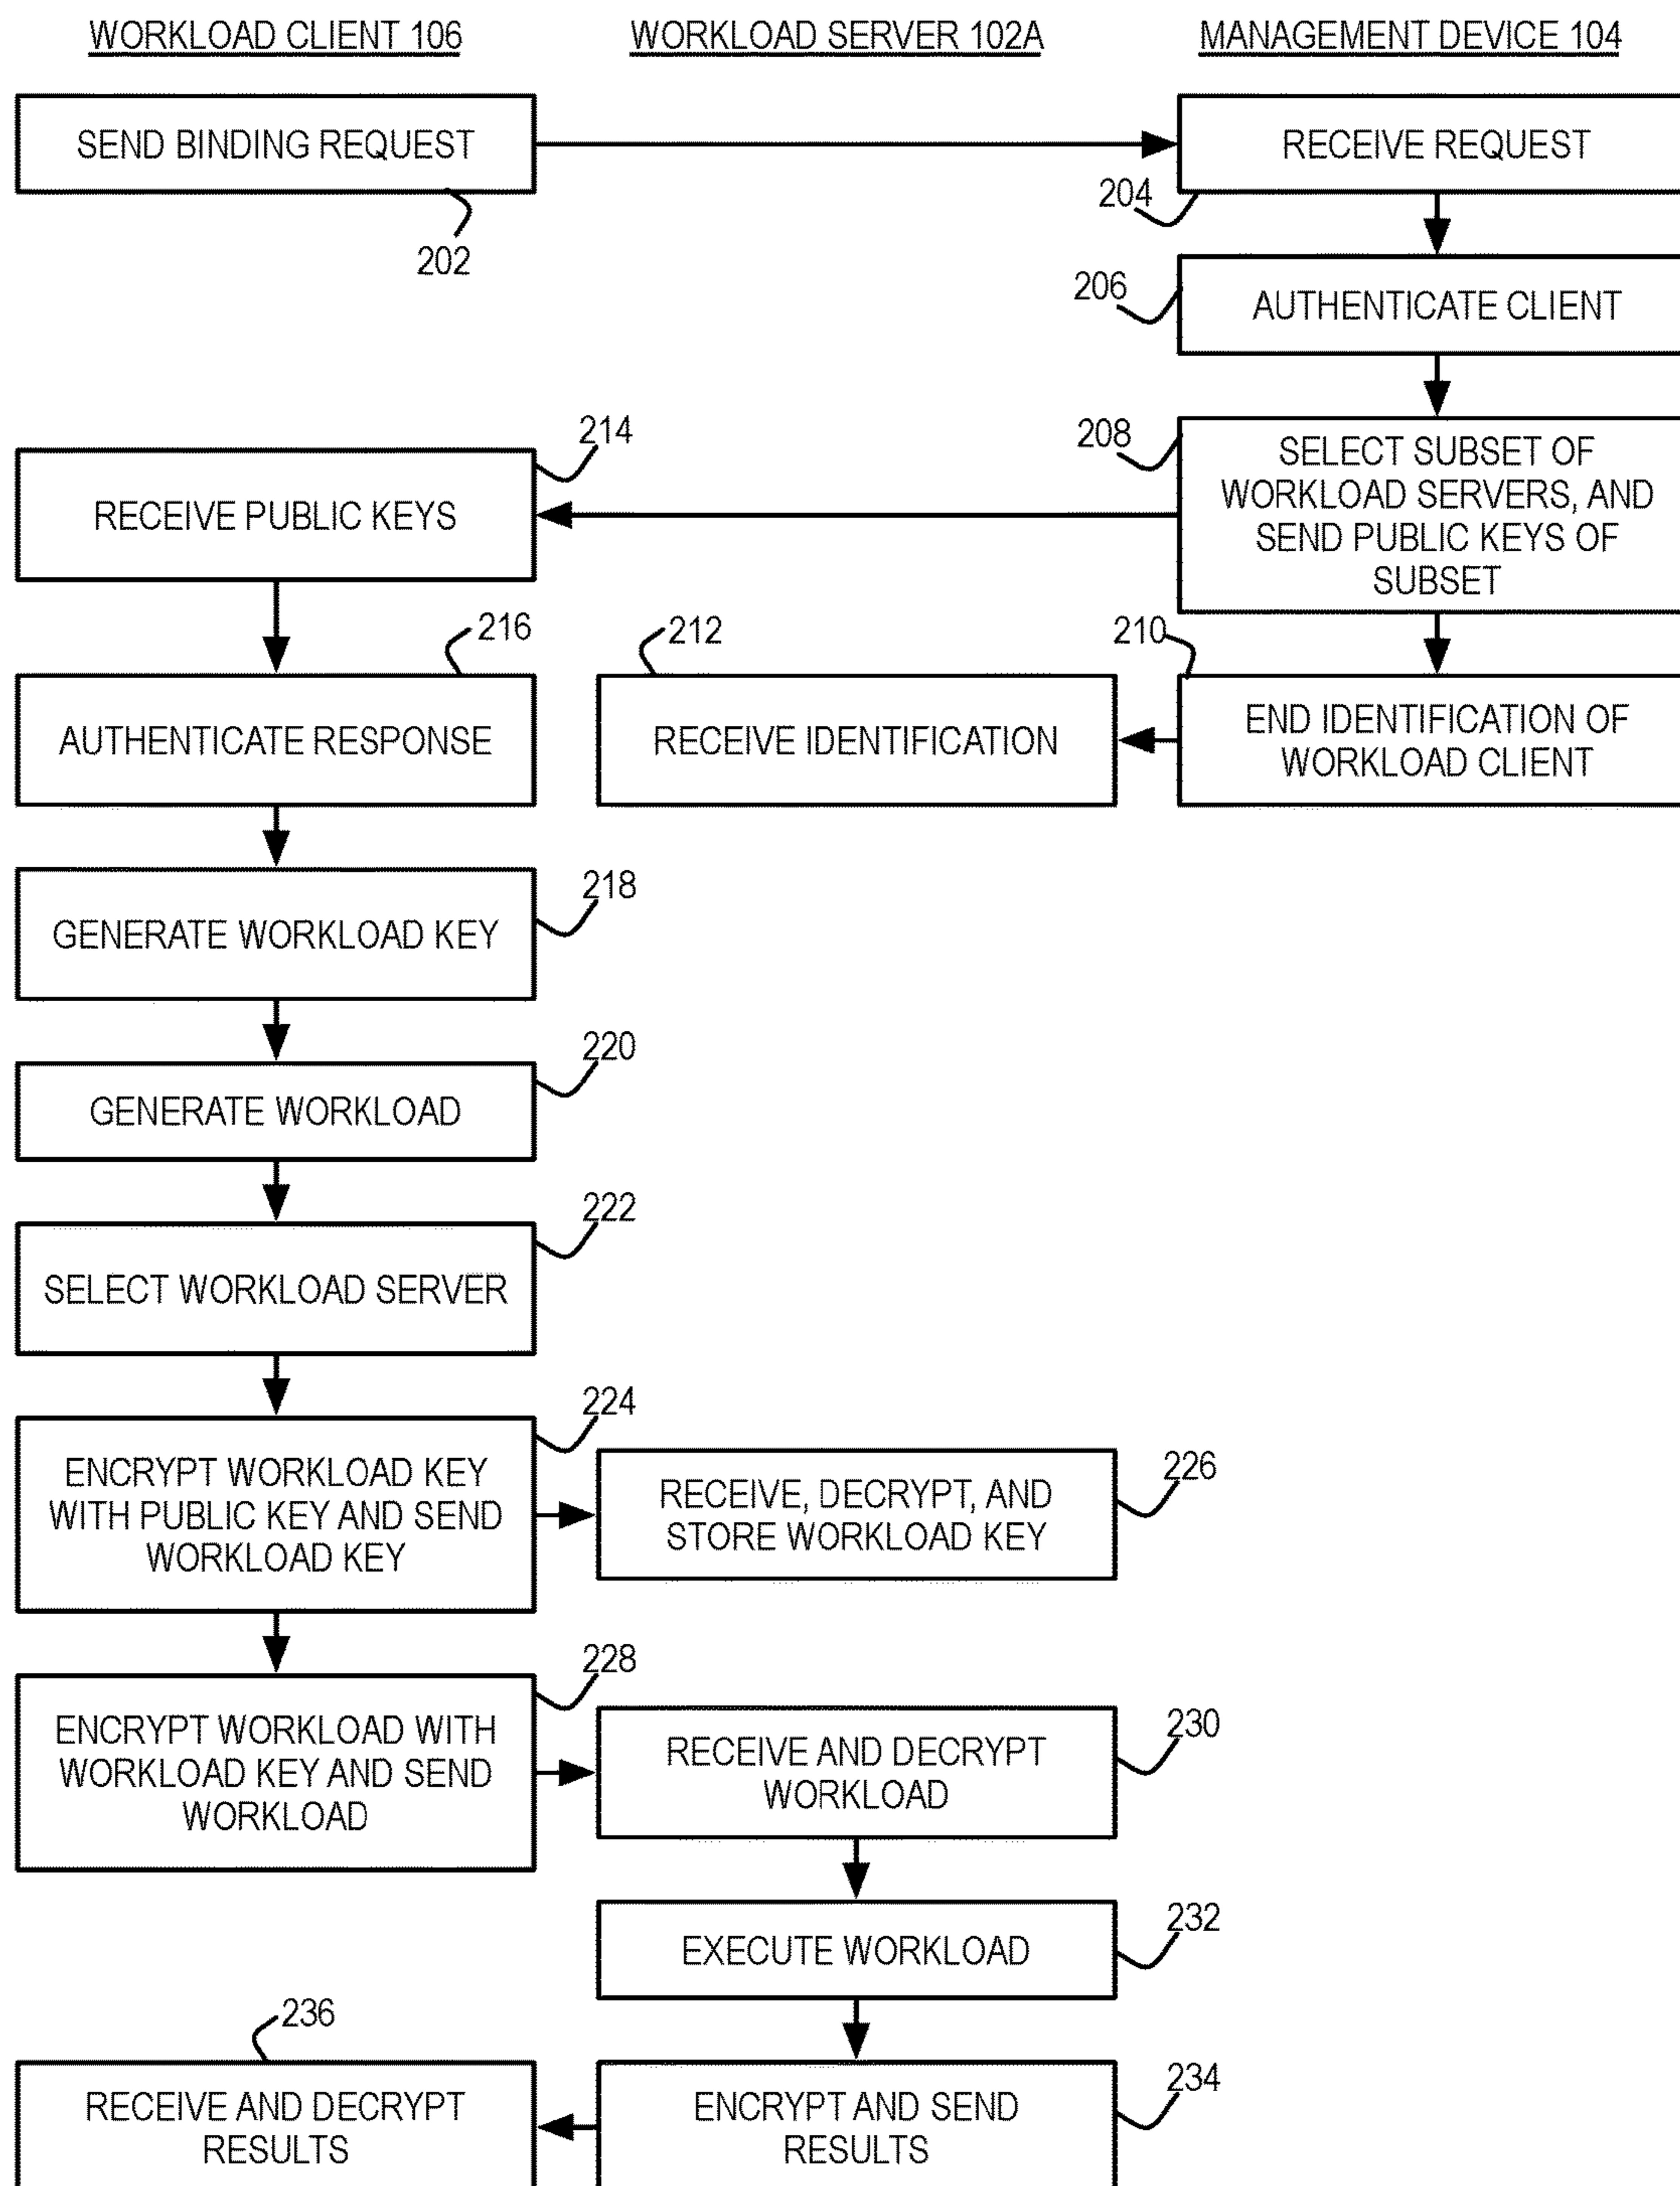 WORKLOAD CLIENT 106
WORKLOAD SERVER 102A
MANAGEMENT DEVICE 104
SEND BINDING REQUEST
RECEIVE REQUEST
202
204
206
AUTHENTICATE CLIENT
214
208
RECEIVE PUBLIC KEYS
SELECT SUBSET OF
WORKLOAD SERVERS, AND
SEND PUBLIC KEYS OF
SUBSET
216
212
210
AUTHENTICATE RESPONSE
RECEIVE IDENTIFICATION
END IDENTIFICATION OF
WORKLOAD CLIENT
218
GENERATE WORKLOAD KEY
220
GENERATE WORKLOAD
222
SELECT WORKLOAD SERVER
224
ENCRYPT WORKLOAD KEY
WITH PUBLIC KEY AND SEND
WORKLOAD KEY
226
RECEIVE, DECRYPT, AND
STORE WORKLOAD KEY
228
ENCRYPT WORKLOAD WITH
WORKLOAD KEY AND SEND
WORKLOAD
230
RECEIVE AND DECRYPT
WORKLOAD
232
EXECUTE WORKLOAD
236
234
RECEIVE AND DECRYPT
RESULTS
ENCRYPT AND SEND
RESULTS